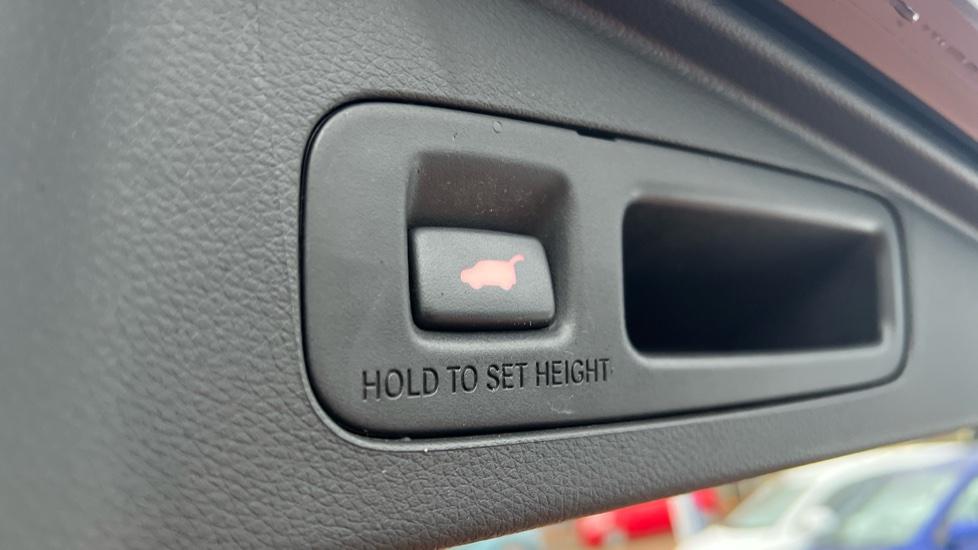 HOLD TO SET HEIGHT